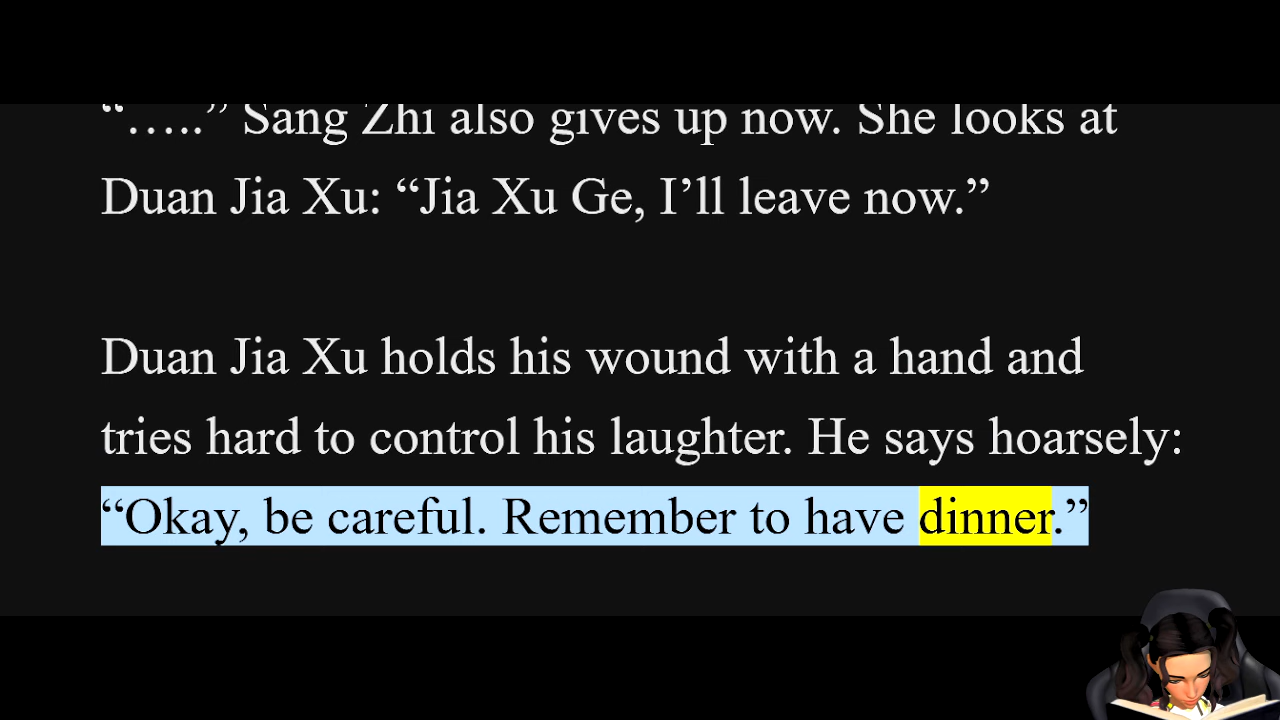 “…..” Sang Zhi also gives up now. She looks at
Duan Jia Xu: “Jia Xu Ge, I’ll leave now.”
Duan Jia Xu holds his wound with a hand and
tries hard to control his laughter. He says hoarsely:
“Okay, be careful. Remember to have dinner.”